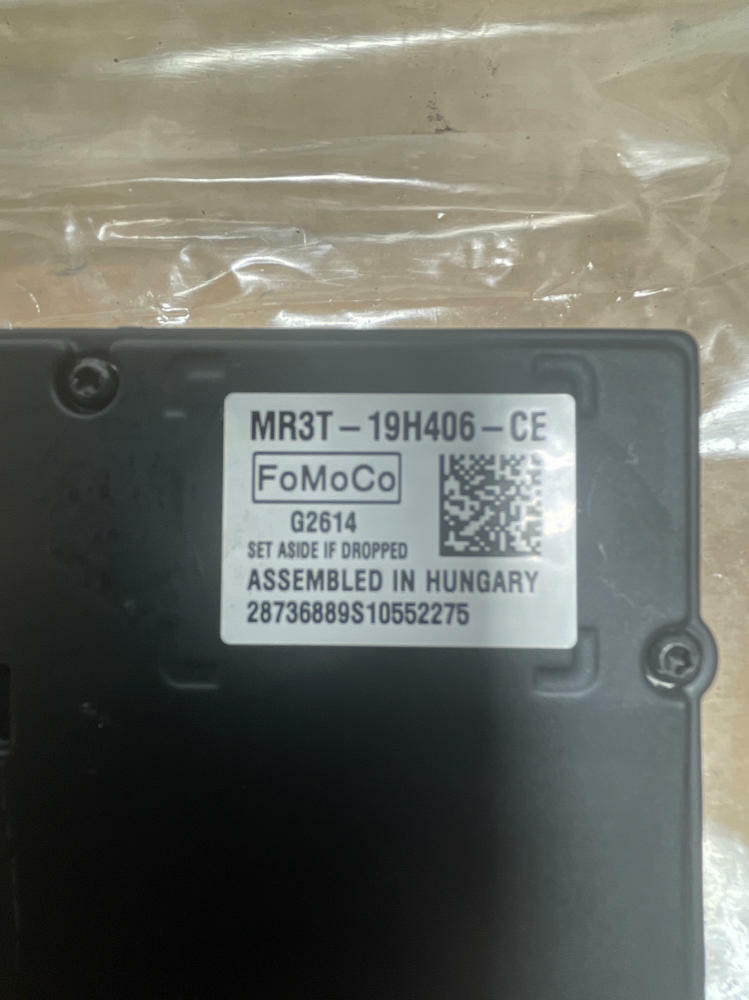 MR3T-19H406-CE
FoMoCo
G2614
SET ASIDE IF DROPPED
ASSEMBLED IN HUNGARY
28736889S10552275